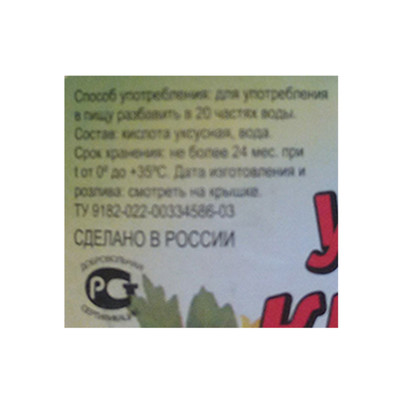 Способ употребления: для употребления
в пищу разбавить в 20 частях воды.
Состав: кислота уксусная, вода.
Срок хранения: не более 24 мес. при
t от 0º до +35ºС. Дата изготовления и
розлива: смотреть на крышке.
ТУ 9182-022-00334586-03
СДЕЛАНО В РОССИИ
ДОБРОВОЛЬНАЯ
РСТ
СЕРТИФИКАЦИЯ